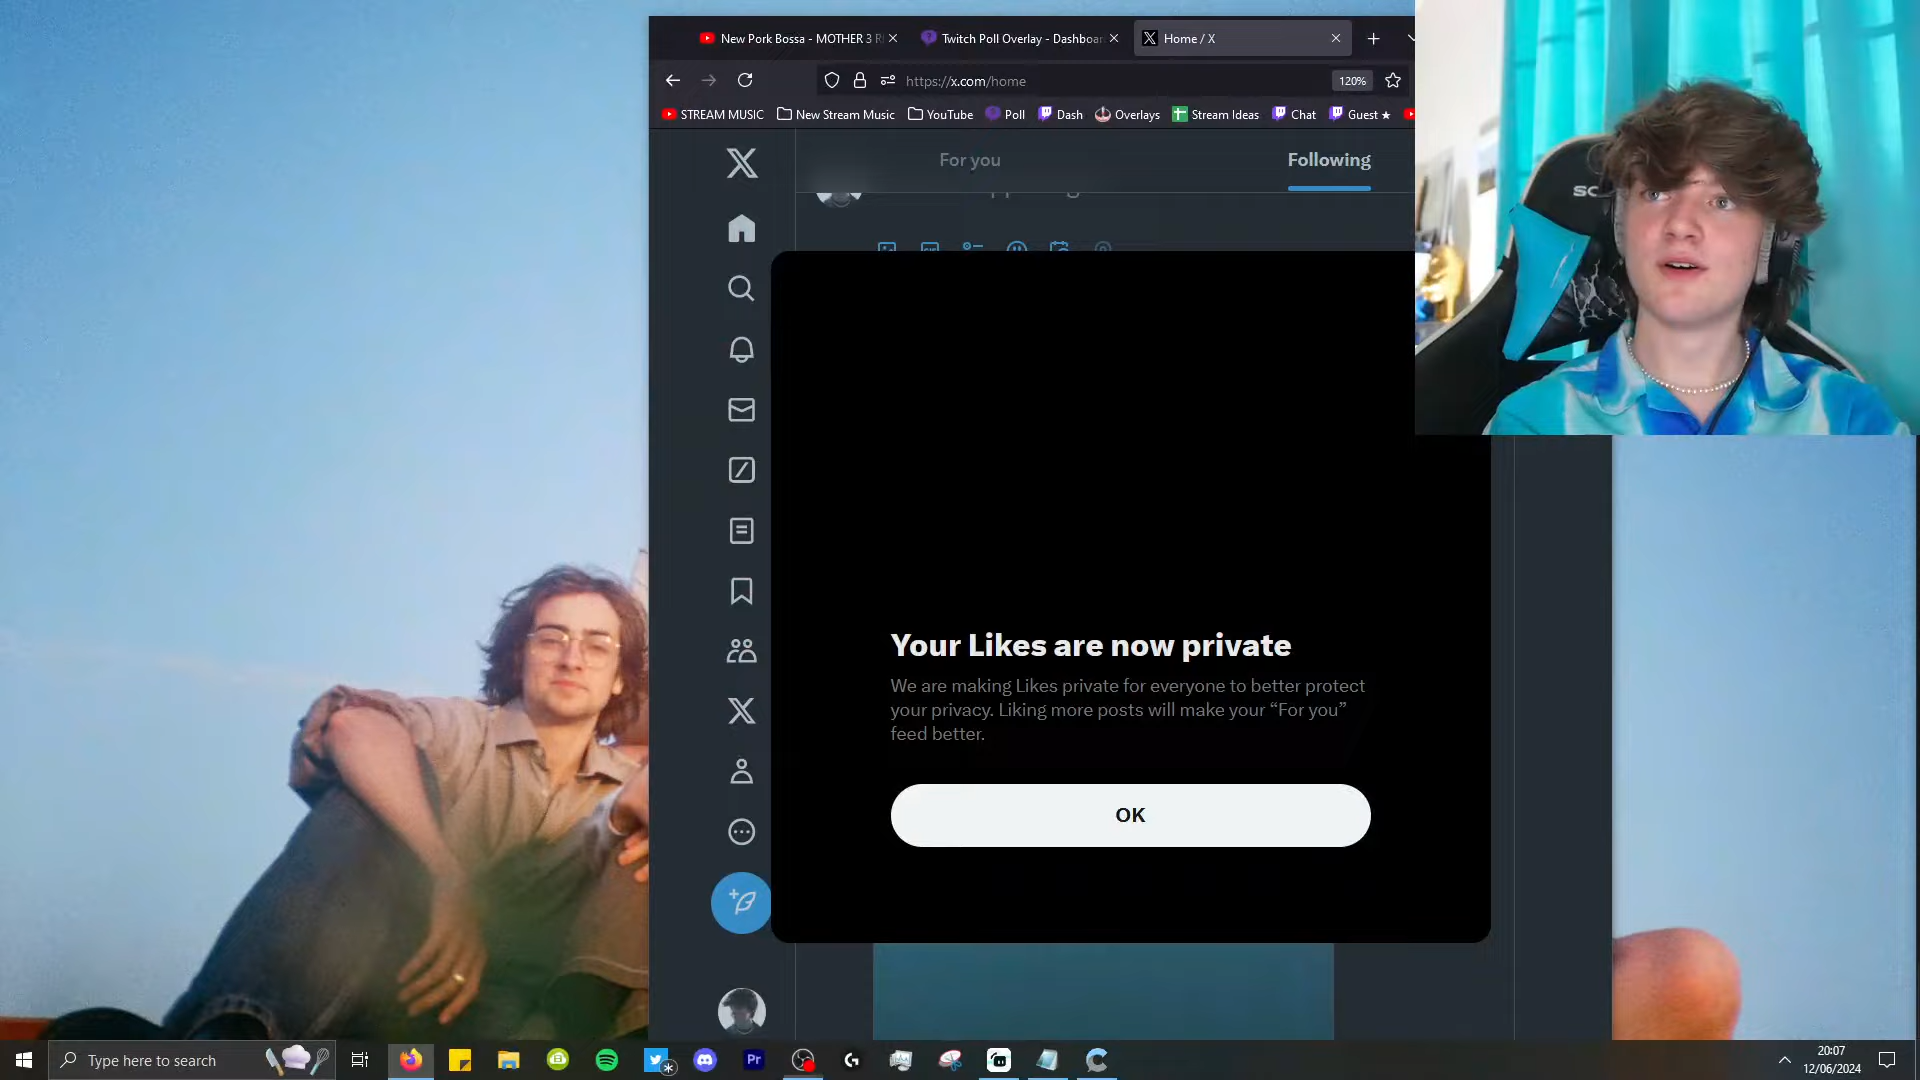 New Pork Bossa - MOTHER 3
Twitch Poll Overlay - Dashboar
Home / X
https://x.com/home
120%
STREAM MUSIC
New Stream Music
YouTube
Poll
Dash
Overlays
Stream Ideas
Chat
Guest ★
For you
Following
Your Likes are now private
We are making Likes private for everyone to better protect
your privacy. Liking more posts will make your “For you”
feed better.
OK
Type here to search
Pr
20:07
12/06/2024